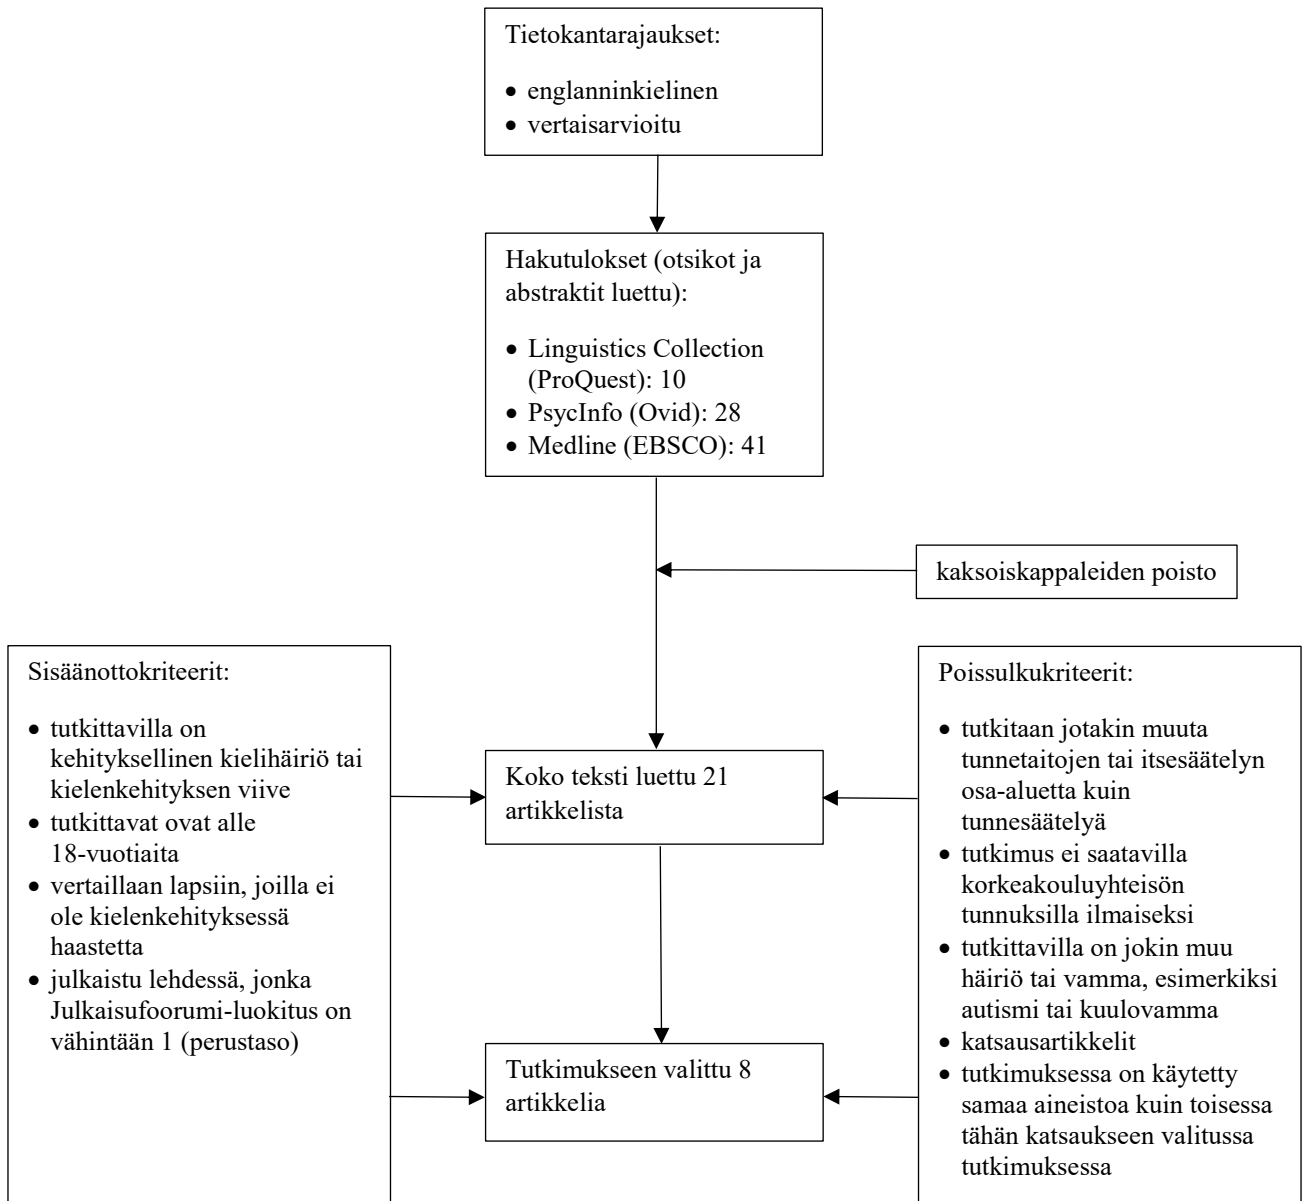 Tietokantarajaukset:
• englanninkielinen
• vertaisarvioitu
Hakutulokset (otsikot ja
abstraktit luettu):
• Linguistics Collection
(ProQuest): 10
• PsycInfo (Ovid): 28
• Medline (EBSCO): 41
kaksoiskappaleiden poisto
Sisäänottokriteerit:
• tutkittavilla on
kehityksellinen kielihäiriö tai
kielenkehityksen viive
• tutkittavat ovat alle
18-vuotiaita
• vertaillaan lapsiin, joilla ei
ole kielenkehityksessä
haastetta
• julkaistu lehdessä, jonka
Julkaisufoorumi-luokitus on
vähintään 1 (perustaso)
Koko teksti luettu 21
artikkelista
Tutkimukseen valittu 8
artikkelia
Poissulkukriteerit:
• tutkitaan jotakin muuta
tunnetaitojen tai itsesäätelyn
osa-aluetta kuin
tunnesäätelyä
• tutkimus ei saatavilla
korkeakouluyhteisön
tunnuksilla ilmaiseksi
• tutkittavilla on jokin muu
häiriö tai vamma, esimerkiksi
autismi tai kuulovamma
• katsausartikkelit
• tutkimuksessa on käytetty
samaa aineistoa kuin toisessa
tähän katsaukseen valitussa
tutkimuksessa